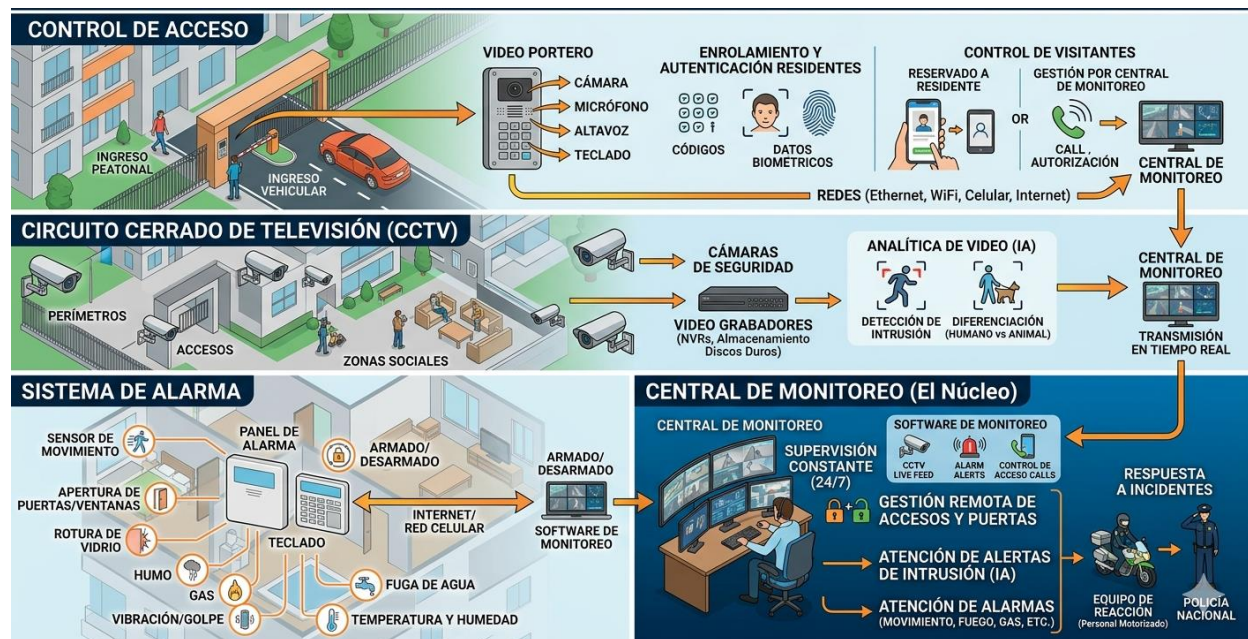 CONTROL DE ACCESO
INGRESO
PEATONAL
INGRESO
VEHICULAR
VIDEO PORTERO
CÁMARA
MICRÓFONO
ALTAVOZ
TECLADO
ENROLAMIENTO Y
AUTENTICACIÓN RESIDENTES
CÓDIGOS
DATOS
BIOMÉTRICOS
CONTROL DE VISITANTES
RESERVADO A
RESIDENTE
OR
GESTIÓN POR CENTRAL
DE MONITOREO
CALL ,
AUTORIZACIÓN
CENTRAL DE
MONITOREO
REDES (Ethernet, WiFi, Celular, Internet)
CIRCUITO CERRADO DE TELEVISIÓN (CCTV)
PERÍMETROS
ACCESOS
ZONAS SOCIALES
CÁMARAS
DE SEGURIDAD
VIDEO GRABADORES
(NVRs, Almacenamiento
Discos Duros)
ANALÍTICA DE VIDEO (IA)
DETECCIÓN DE
INTRUSIÓN
DIFERENCIACIÓN
(HUMANO vs ANIMAL)
CENTRAL DE
MONITOREO
TRANSMISIÓN
EN TIEMPO REAL
SISTEMA DE ALARMA
SENSOR DE
MOVIMIENTO
APERTURA DE
PUERTAS/VENTANAS
ROTURA DE
VIDRIO
HUMO
GAS
VIBRACIÓN/GOLPE
PANEL DE
ALARMA
TECLADO
ARMADO/
DESARMADO
FUGA DE AGUA
TEMPERATURA Y HUMEDAD
INTERNET/
RED CELULAR
ARMADO/
DESARMADO
SOFTWARE DE
MONITOREO
CENTRAL DE MONITOREO (El Núcleo)
CENTRAL DE MONITOREO
SUPERVISIÓN
CONSTANTE
(24/7)
SOFTWARE DE MONITOREO
CCTV
LIVE FEED
ALARM
ALERTS
CONTROL DE
ACCESO CALLS
GESTIÓN REMOTA DE
ACCESOS Y PUERTAS
ATENCIÓN DE ALERTAS
DE INTRUSIÓN (IA)
ATENCIÓN DE ALARMAS
(MOVIMIENTO, FUEGO, GAS, ETC.)
RESPUESTA
A INCIDENTES
EQUIPO DE
REACCIÓN
(Personal Motorizado)
POLICÍA
NACIONAL